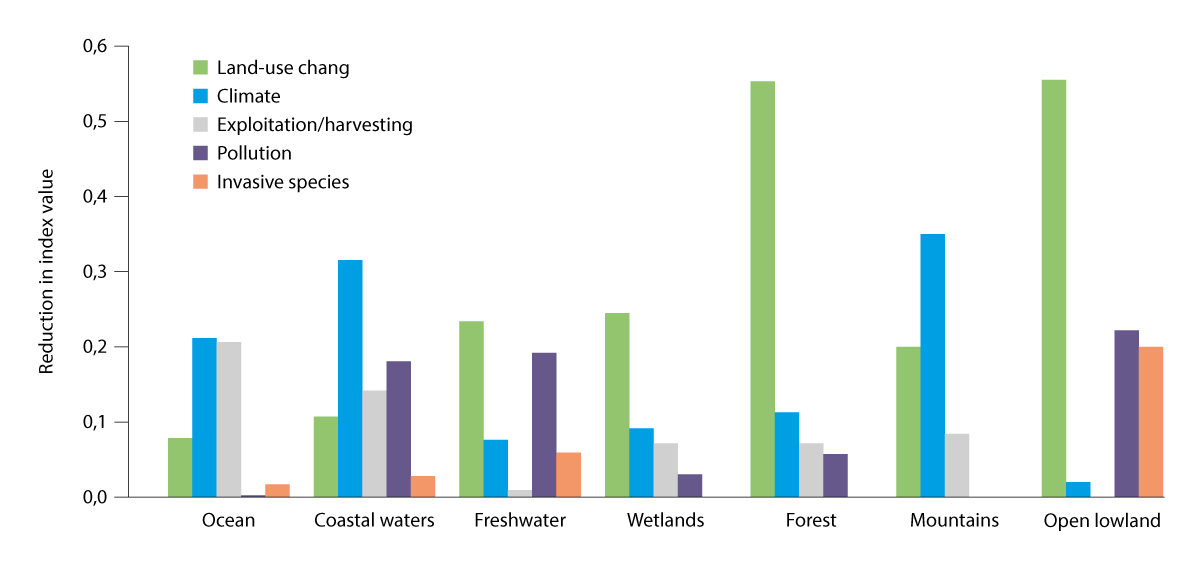 0,6
0,5
0,4
0,3
0,2
0,1
0,0
Reduction in index value
Land-use chang
Climate
Exploitation/harvesting
Pollution
Invasive species
Ocean
Coastal waters
Freshwater
Wetlands
Forest
Mountains
Open lowland